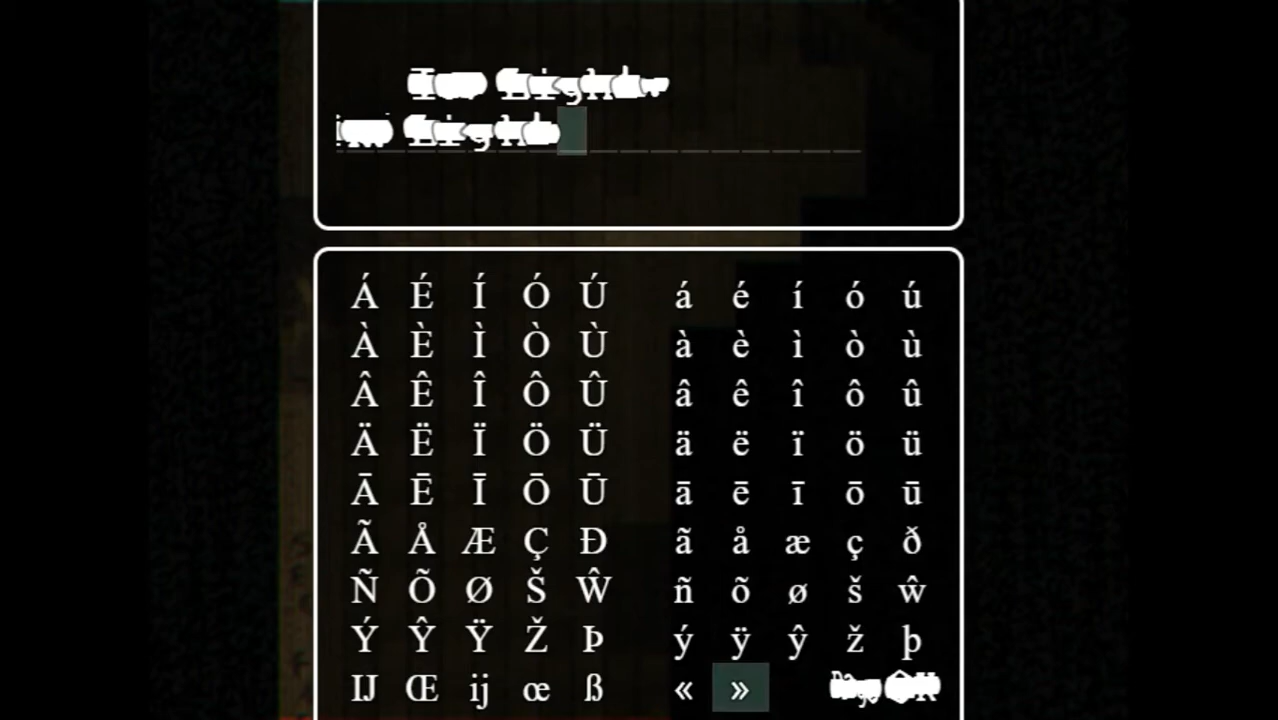 Á É Í Ó Ú á é í ó ú
À È Ì Ò Ù à è ì ò ù
Â Ê Î Ô Û â ê î ô û
Ä Ë Ï Ö Ü ä ë ï ö ü
Ā Ē Ī Ō Ū ā ē ī ō ū
Ã Å Æ Ç Ð ã å æ ç ð
Ñ Õ Ø Š Ŵ ñ õ ø š ŵ
Ý Ŷ Ÿ Ž Þ ý ÿ ŷ ž þ
IJ Œ ij œ ß « »